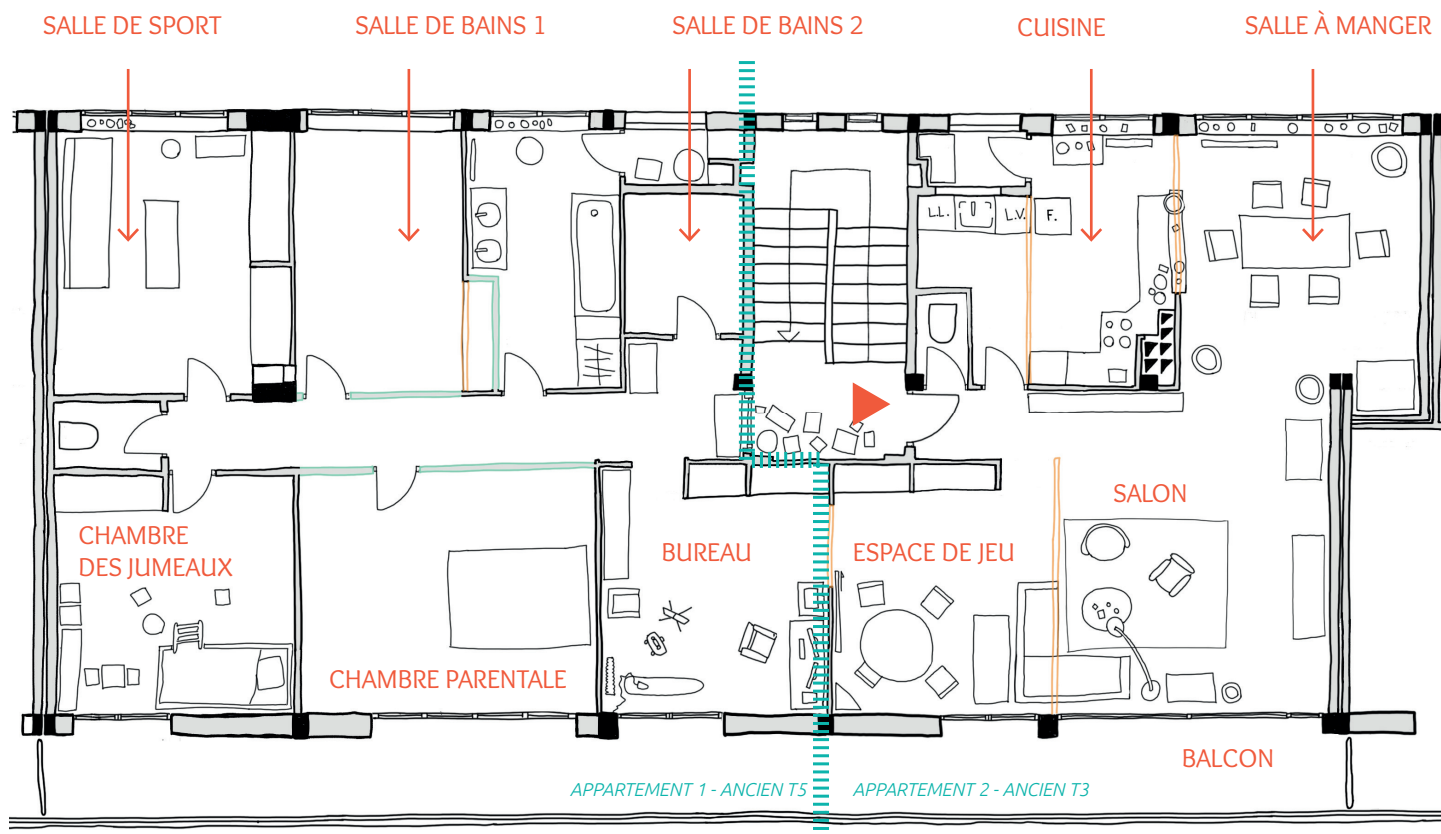 SALLE DE SPORT
SALLE DE BAINS 1
SALLE DE BAINS 2
CUISINE
SALLE À MANGER
L.L.
L.V.
F.
SALON
CHAMBRE
DES JUMEAUX
BUREAU
ESPACE DE JEU
CHAMBRE PARENTALE
BALCON
APPARTEMENT 1 - ANCIEN T5
APPARTEMENT 2 - ANCIEN T3